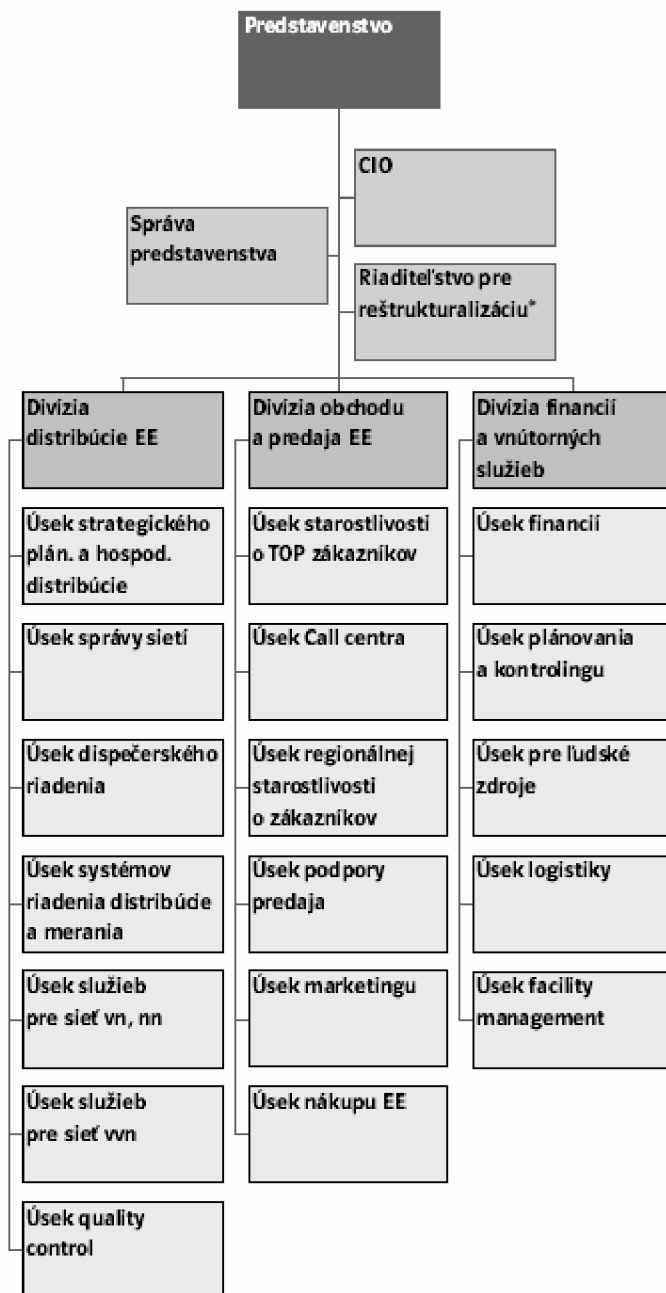 Predstavenstvo
CIO
Správa
predstavenstva
Riaditeľstvo pre
reštrukturalizáciu*
Divízia
distribúcie EE
Úsek strategického
plán. a hospod.
distribúcie
Úsek správy sietí
Úsek dispečerského
riadenia
Úsek systémov
riadenia distribúcie
a merania
Úsek služieb
pre sieť vn, nn
Úsek služieb
pre sieť vvn
Úsek quality
control
Divízia obchodu
a predaja EE
Úsek starostlivosti
o TOP zákazníkov
Úsek Call centra
Úsek regionálnej
starostlivosti
o zákazníkov
Úsek podpory
predaja
Úsek marketingu
Úsek nákupu EE
Divízia financií
a vnútorných
služieb
Úsek financií
Úsek plánovania
a kontrolingu
Úsek pre ľudské
zdroje
Úsek logistiky
Úsek facility
management